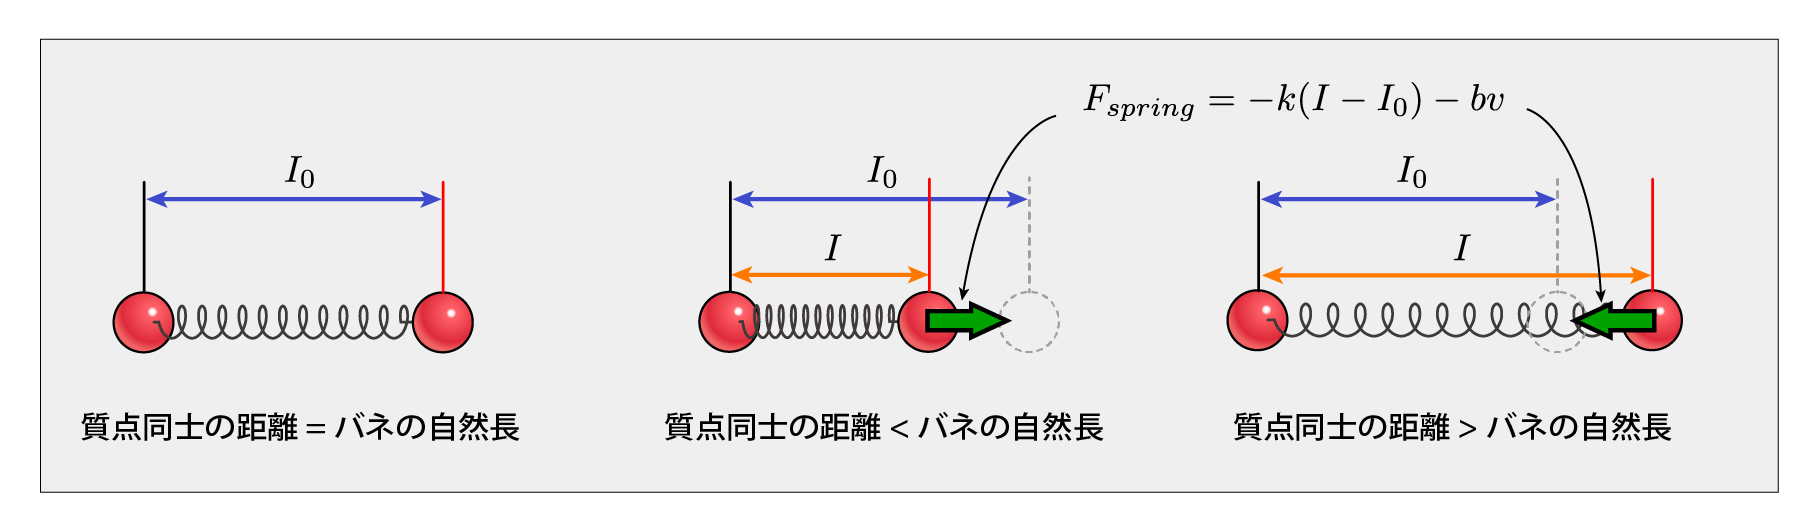 F_{spring} = −k(I − I_0) − bv
I_0
I_0
I_0
I
I
質点同士の距離 = バネの自然長
質点同士の距離 < バネの自然長
質点同士の距離 > バネの自然長